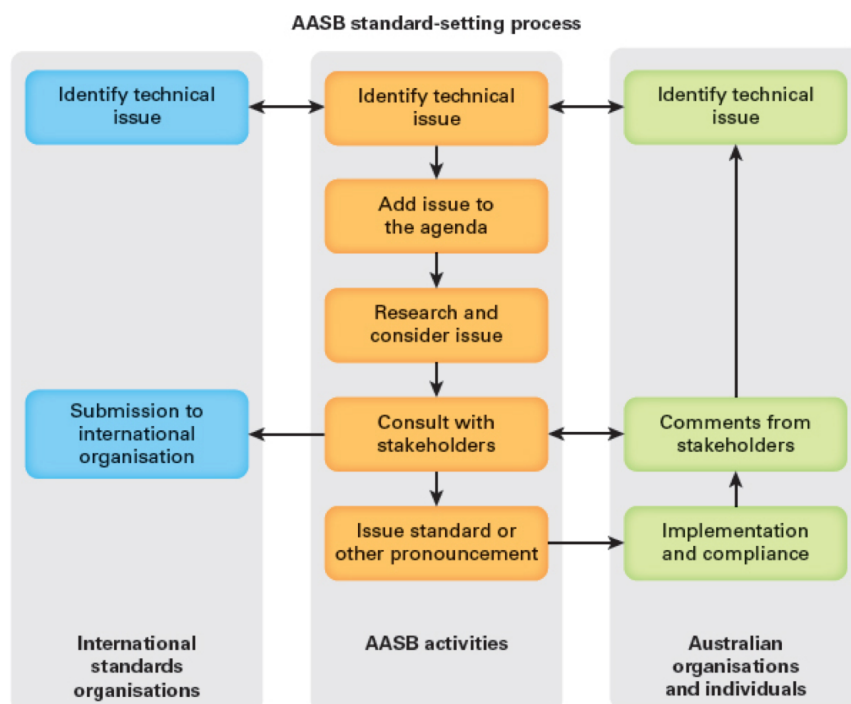 AASB standard-setting process
Identify technical
issue
Identify technical
issue
Identify technical
issue
Add issue to
the agenda
Research and
consider issue
Submission to
international
organisation
Consult with
stakeholders
Comments from
stakeholders
Issue standard or
other pronouncement
Implementation
and compliance
International
standards
organisations
AASB activities
Australian
organisations
and individuals